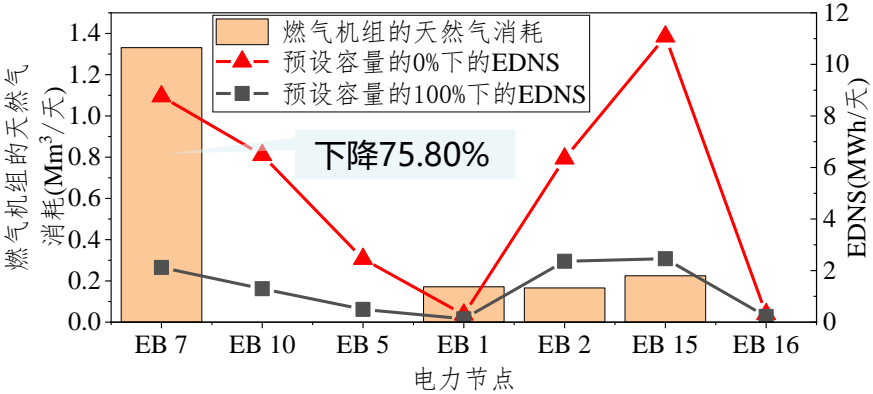 燃气机组的天然气消耗
预设容量的0%下的EDNS
预设容量的100%下的EDNS
下降75.80%
燃气机组的天然气
消耗(Mm³/天)
1.4
1.2
1.0
0.8
0.6
0.4
0.2
0.0
12
10
8
6
4
2
0
EDNS(MWh/天)
EB 7 EB 10 EB 5 EB 1 EB 2 EB 15 EB 16
电力节点